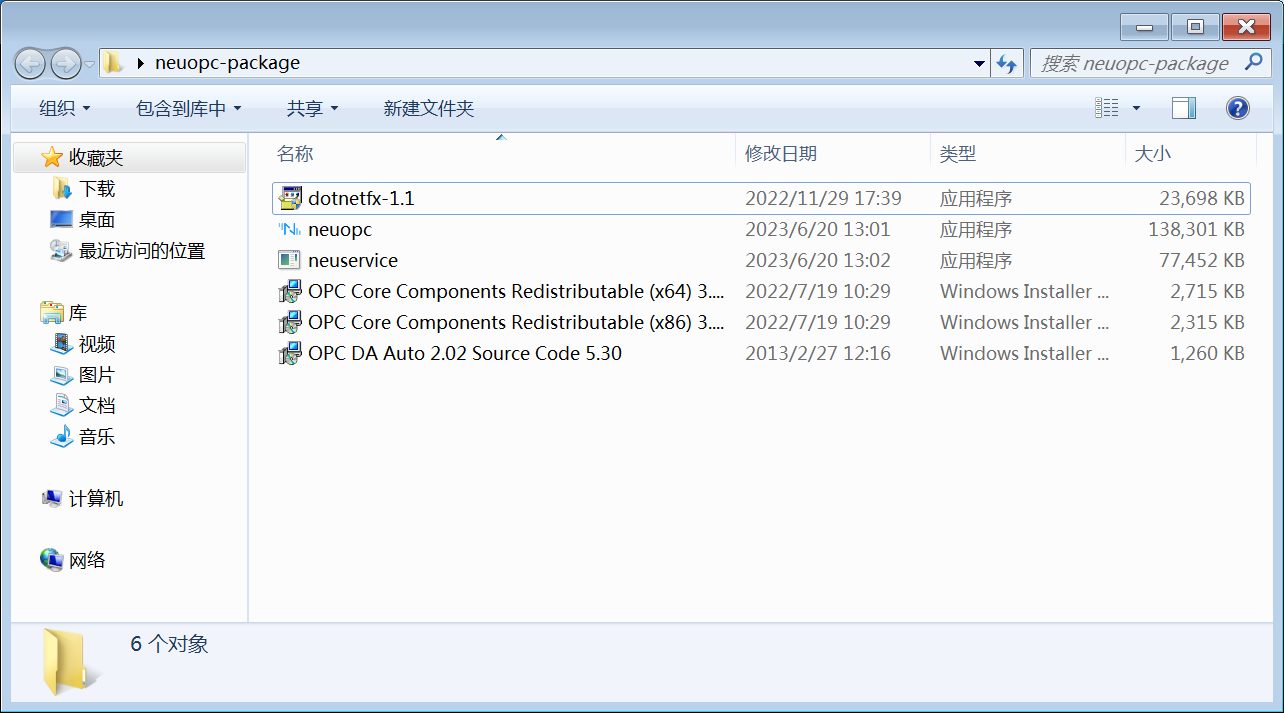 neuopc-package
搜索 neuopc-package
组织 包含到库中 共享 新建文件夹
收藏夹
下载
桌面
最近访问的位置
库
视频
图片
文档
音乐
计算机
网络
名称 修改日期 类型 大小
dotnetfx-1.1 2022/11/29 17:39 应用程序 23,698 KB
neuopc 2023/6/20 13:01 应用程序 138,301 KB
neuservice 2023/6/20 13:02 应用程序 77,452 KB
OPC Core Components Redistributable (x64) 3.... 2022/7/19 10:29 Windows Installer ... 2,715 KB
OPC Core Components Redistributable (x86) 3.... 2022/7/19 10:29 Windows Installer ... 2,315 KB
OPC DA Auto 2.02 Source Code 5.30 2013/2/27 12:16 Windows Installer ... 1,260 KB
6 个对象